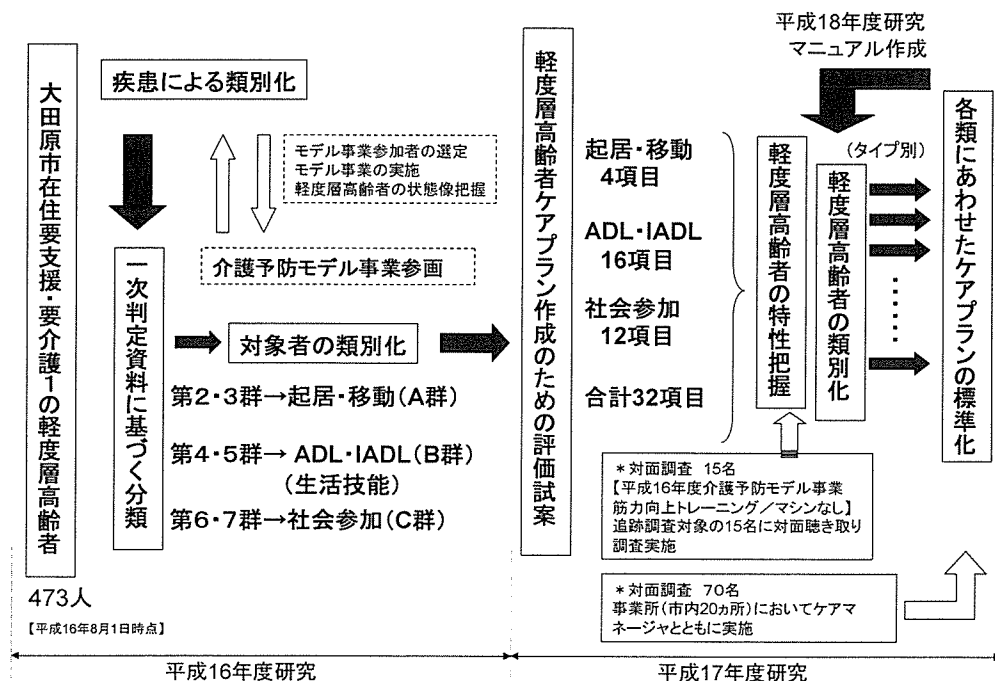 平成18年度研究
マニュアル作成
大田原市在住要支援・要介護1の軽度層高齢者
473人
【平成16年8月1日時点】
疾患による類別化
モデル事業参加者の選定
モデル事業の実施
軽度層高齢者の状態像把握
介護予防モデル事業参画
一次判定資料に基づく分類
対象者の類別化
第2・3群→起居・移動(A群)
第4・5群→ ADL・IADL(B群)
(生活技能)
第6・7群→社会参加(C群)
軽度層高齢者ケアプラン作成のための評価試案
起居・移動
4項目
ADL・IADL
16項目
社会参加
12項目
合計32項目
軽度層高齢者の特性把握
(タイプ別)
軽度層高齢者の類別化
・・・・・・
各類にあわせたケアプランの標準化
*対面調査 15名
【平成16年度介護予防モデル事業
筋力向上トレーニング/マシンなし】
追跡調査対象の15名に対面聴き取り
調査実施
*対面調査 70名
事業所(市内20ヵ所)においてケアマ
ネージャとともに実施
平成16年度研究
平成17年度研究